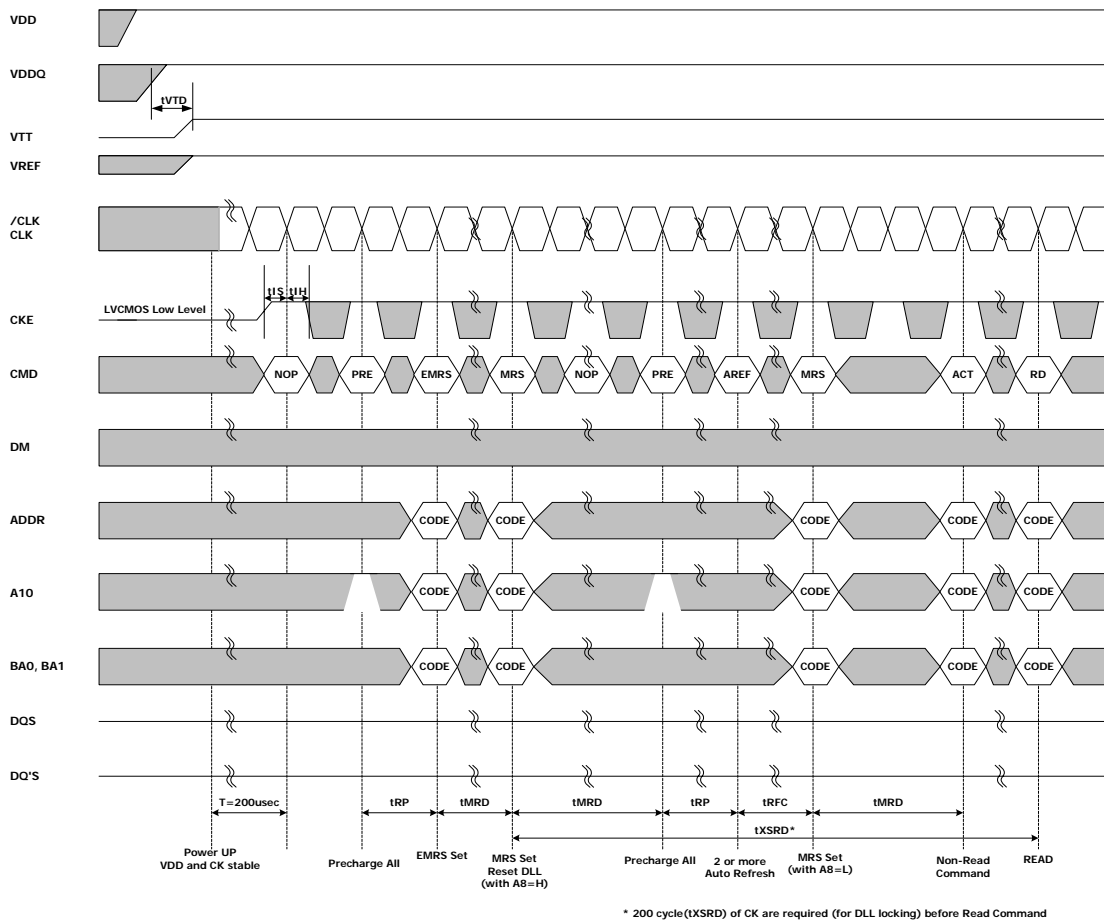 VDD
VDDQ
tVTD
VTT
VREF
/CLK
CLK
tIS tIH
CKE
LVCMOS Low Level
CMD
NOP PRE EMRS MRS NOP PRE AREF MRS ACT RD
DM
ADDR
CODE CODE CODE CODE CODE
A10
CODE CODE CODE CODE CODE
BA0, BA1
CODE CODE CODE CODE CODE
DQS
DQ'S
T=200usec tRP tMRD tMRD tRP tRFC tMRD
tXSRD*
Power UP
VDD and CK stable
Precharge All
EMRS Set
MRS Set
Reset DLL
(with A8=H)
Precharge All
2 or more
Auto Refresh
MRS Set
(with A8=L)
Non-Read
Command
READ
* 200 cycle(tXSRD) of CK are required (for DLL locking) before Read Command